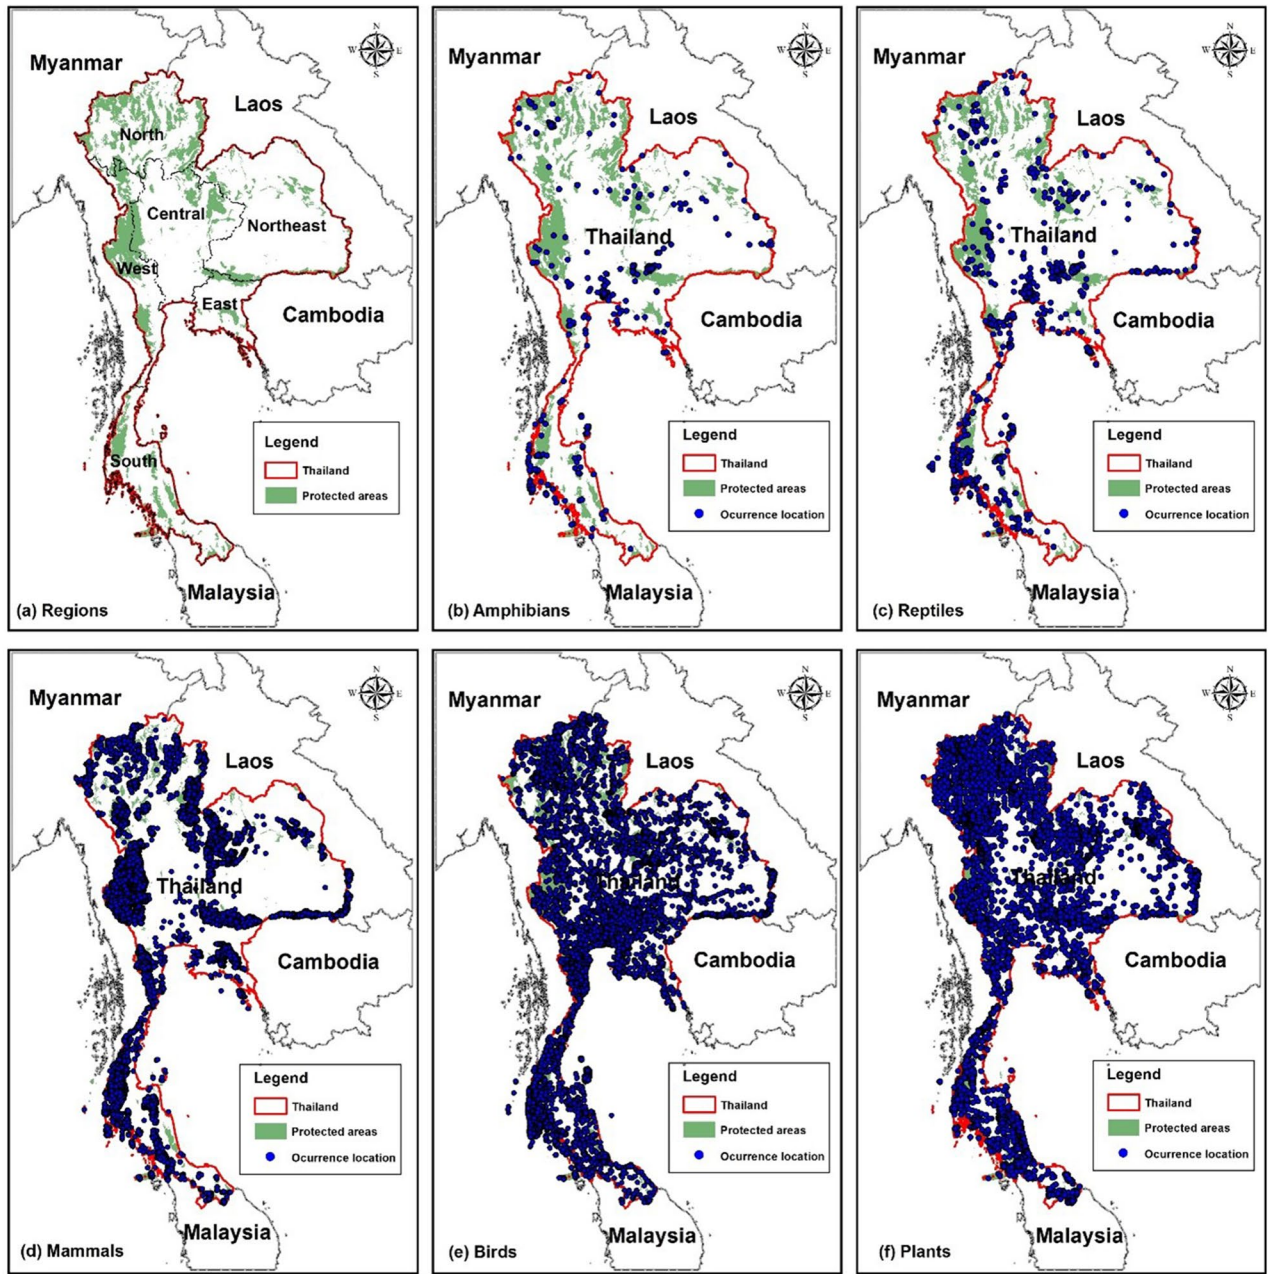 N
W E
S
Myanmar
Laos
North
Central
Northeast
West
East
Cambodia
South
Legend
Thailand
Protected areas
Malaysia
(a) Regions
N
W E
S
Myanmar
Laos
Thailand
Cambodia
Legend
Thailand
Protected areas
Ocurrence location
Malaysia
(b) Amphibians
N
W E
S
Myanmar
Laos
Thailand
Cambodia
Legend
Thailand
Protected areas
Ocurrence location
Malaysia
(c) Reptiles
N
W E
S
Myanmar
Laos
Thailand
Cambodia
Legend
Thailand
Protected areas
Ocurrence location
Malaysia
(d) Mammals
N
W E
S
Myanmar
Laos
Thailand
Cambodia
Legend
Thailand
Protected areas
Ocurrence location
Malaysia
(e) Birds
N
W E
S
Myanmar
Laos
Thailand
Cambodia
Legend
Thailand
Protected areas
Ocurrence location
Malaysia
(f) Plants